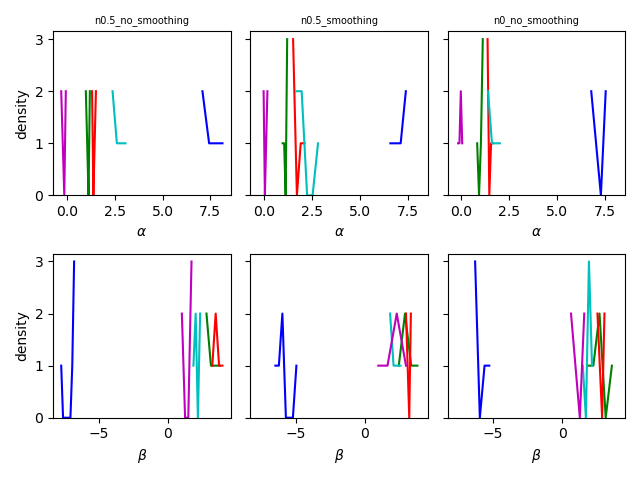 n0.5_no_smoothing n0.5_smoothing n0_no_smoothing
3
2
1
0
density
0.0 2.5 5.0 7.5 0.0 2.5 5.0 7.5 0.0 2.5 5.0 7.5
α α α
3
2
1
0
density
−5 0 −5 0 −5 0
β β β